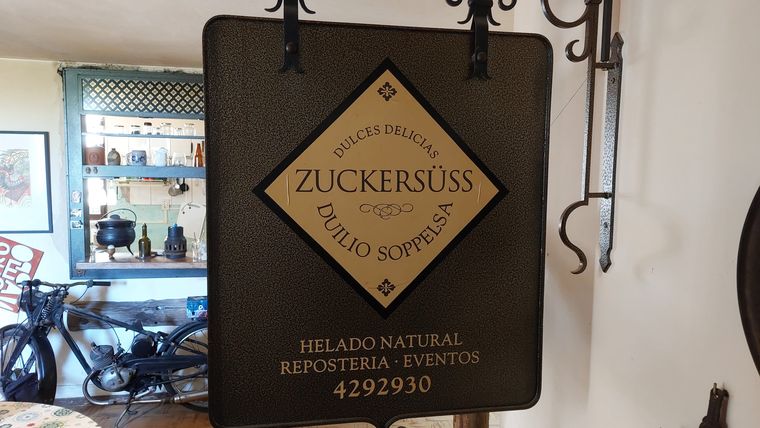 DULCES DELICIAS
ZUCKERSÜSS
DUILIO SOPPELSA
HELADO NATURAL
REPOSTERIA · EVENTOS
4292930